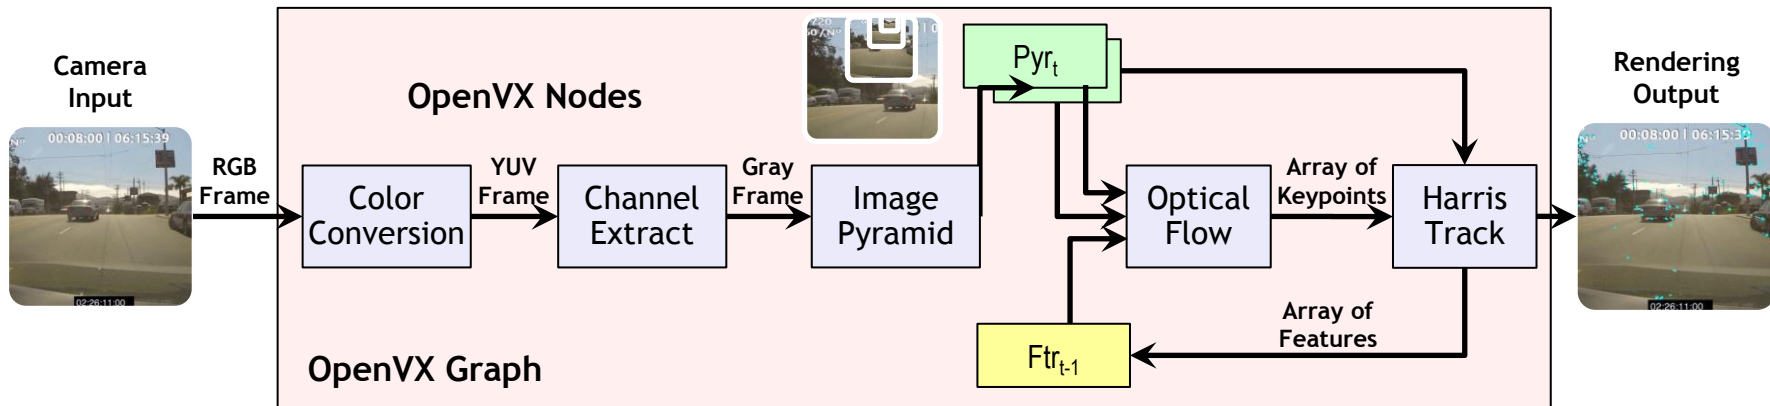 Camera
Input
00:08:00 | 06:15:39
02:26:11:00
RGB
Frame
OpenVX Nodes
Color
Conversion
YUV
Frame
Channel
Extract
Gray
Frame
Image
Pyramid
Pyr t
Optical
Flow
Array of
Keypoints
Harris
Track
Array of
Features
Ftr t-1
OpenVX Graph
Rendering
Output
00:08:00 | 06:15:39
02:26:11:00